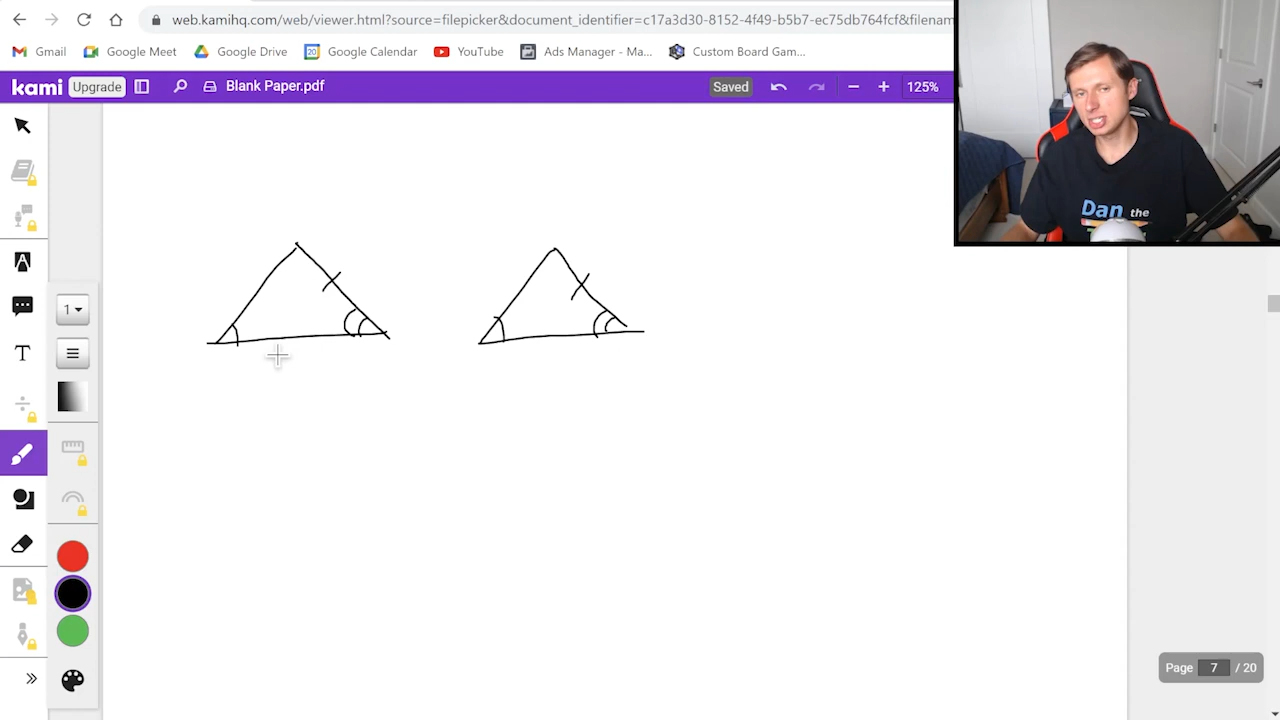 web.kamihq.com/web/viewer.html?source=filepicker&document_identifier=c17a3d30-8152-4f49-b5b7-ec75db764fcf&filenam
Gmail Google Meet Google Drive 20 Google Calendar YouTube Ads Manager - Ma... Custom Board Gam...
kami Upgrade Blank Paper.pdf Saved 125%
Dan the
A
1
T
Page 7 / 20